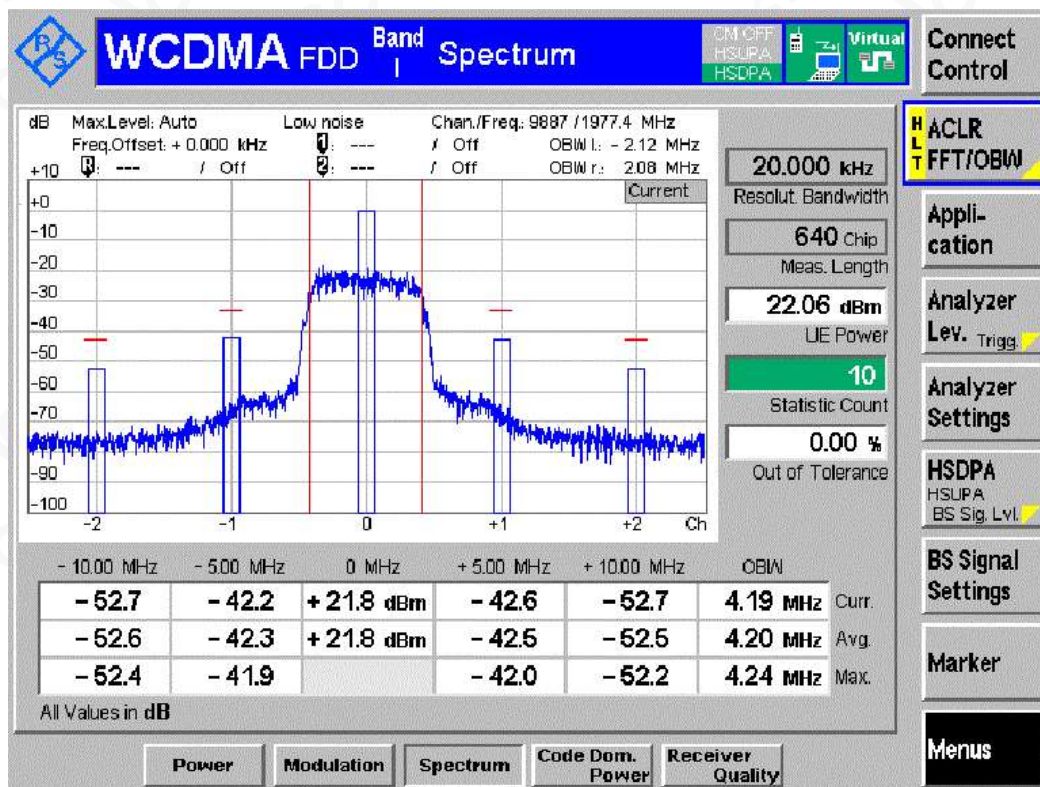 R/S
WCDMA FDD Band I Spectrum
CM OFF
HSUPA
HSDPA
Virtual
Connect Control
dB Max.Level: Auto Low noise Chan./Freq.: 9887 / 1977.4 MHz
Freq.Offset: + 0.000 kHz 1: --- / Off OBW l.: - 2.12 MHz
R: --- / Off 2: --- / Off OBW r.: 2.08 MHz
Current
+10
+0
-10
-20
-30
-40
-50
-60
-70
-90
-100
-2 -1 0 +1 +2 Ch
20.000 kHz
Resolut. Bandwidth
640 Chip
Meas. Length
22.06 dBm
UE Power
10
Statistic Count
0.00 %
Out of Tolerance
- 10.00 MHz - 5.00 MHz 0 MHz + 5.00 MHz + 10.00 MHz OBW
- 52.7 - 42.2 + 21.8 dBm - 42.6 - 52.7 4.19 MHz Curr.
- 52.6 - 42.3 + 21.8 dBm - 42.5 - 52.5 4.20 MHz Avg.
- 52.4 - 41.9 - 42.0 - 52.2 4.24 MHz Max.
All Values in dB
HLT
ACLR
FFT/OBW
Appli-
cation
Analyzer
Lev. Trigg.
Analyzer
Settings
HSDPA
HSUPA
BS Sig. Lvl.
BS Signal
Settings
Marker
Menus
Power
Modulation
Spectrum
Code Dom.
Power
Receiver
Quality